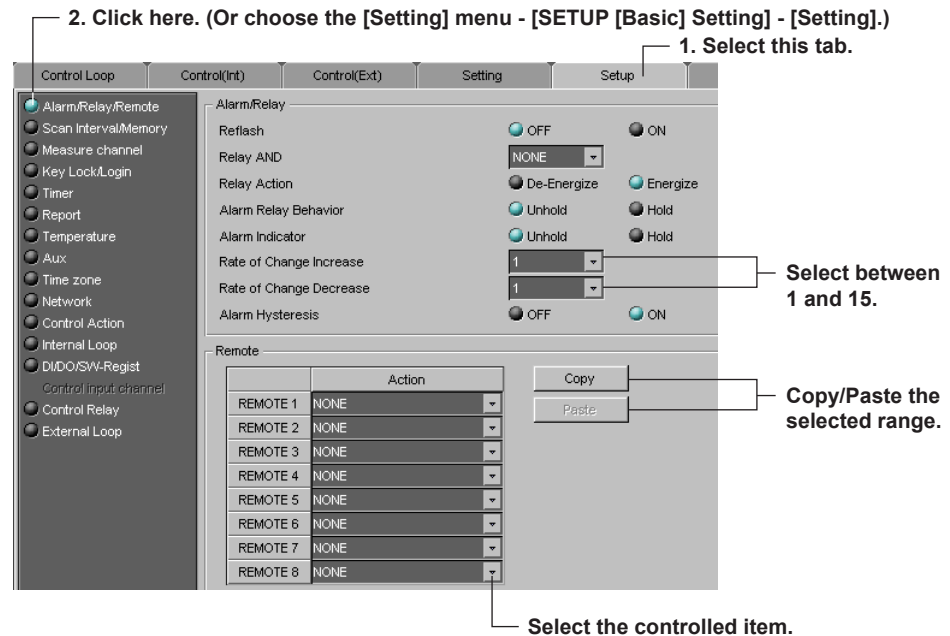 2. Click here. (Or choose the [Setting] menu - [SETUP [Basic] Setting] - [Setting].)
1. Select this tab.
Control Loop Control(Int) Control(Ext) Setting Setup
Alarm/Relay/Remote
Scan Interval/Memory
Measure channel
Key Lock/Login
Timer
Report
Temperature
Aux
Time zone
Network
Control Action
Internal Loop
DI/DO/SW-Regist
Control input channel
Control Relay
External Loop
Alarm/Relay
Reflash OFF ON
Relay AND NONE
Relay Action De-Energize Energize
Alarm Relay Behavior Unhold Hold
Alarm Indicator Unhold Hold
Rate of Change Increase 1
Rate of Change Decrease 1
Alarm Hysteresis OFF ON
Select between
1 and 15.
Remote
Action
REMOTE 1 NONE
REMOTE 2 NONE
REMOTE 3 NONE
REMOTE 4 NONE
REMOTE 5 NONE
REMOTE 6 NONE
REMOTE 7 NONE
REMOTE 8 NONE
Copy
Paste
Copy/Paste the
selected range.
Select the controlled item.